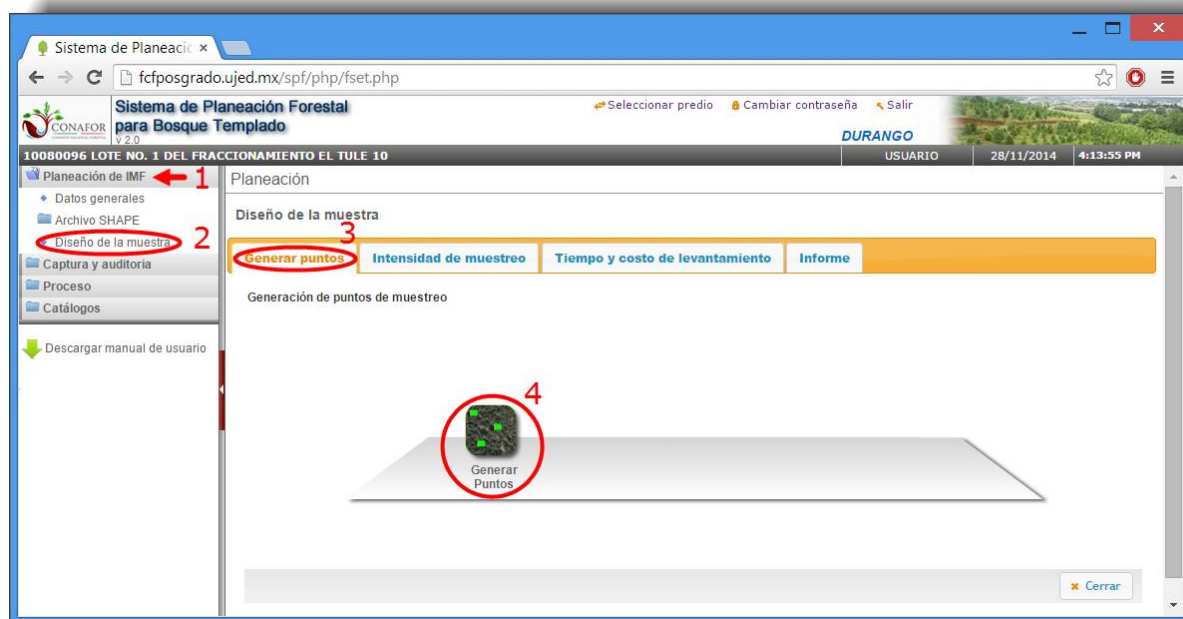 Sistema de Planeació
fcfposgrado.ujed.mx/spf/php/fset.php
CONAFOR
Sistema de Planeación Forestal
para Bosque Templado
v 2.0
Seleccionar predio Cambiar contraseña Salir
DURANGO
10080096 LOTE NO. 1 DEL FRACCIONAMIENTO EL TULE 10 USUARIO 28/11/2014 4:13:55 PM
Planeación de IMF 1
Datos generales
Archivo SHAPE
Diseño de la muestra 2
Captura y auditoria
Proceso
Catálogos
Descargar manual de usuario
Planeación
Diseño de la muestra
3
Generar puntos Intensidad de muestreo Tiempo y costo de levantamiento Informe
Generación de puntos de muestreo
4
Generar
Puntos
Cerrar